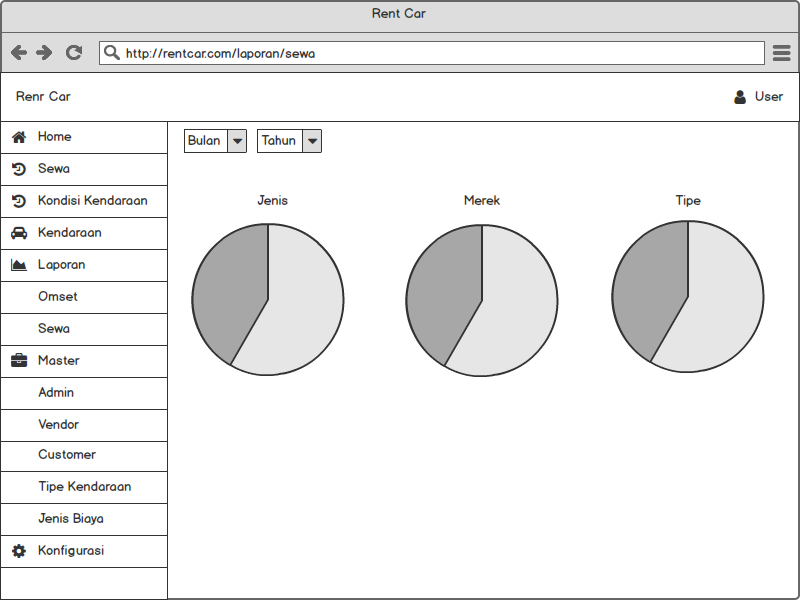 Rent Car
http://rentcar.com/laporan/sewa
Renr Car
User
Home
Sewa
Kondisi Kendaraan
Kendaraan
Laporan
Omset
Sewa
Master
Admin
Vendor
Customer
Tipe Kendaraan
Jenis Biaya
Konfigurasi
Bulan
Tahun
Jenis
Merek
Tipe